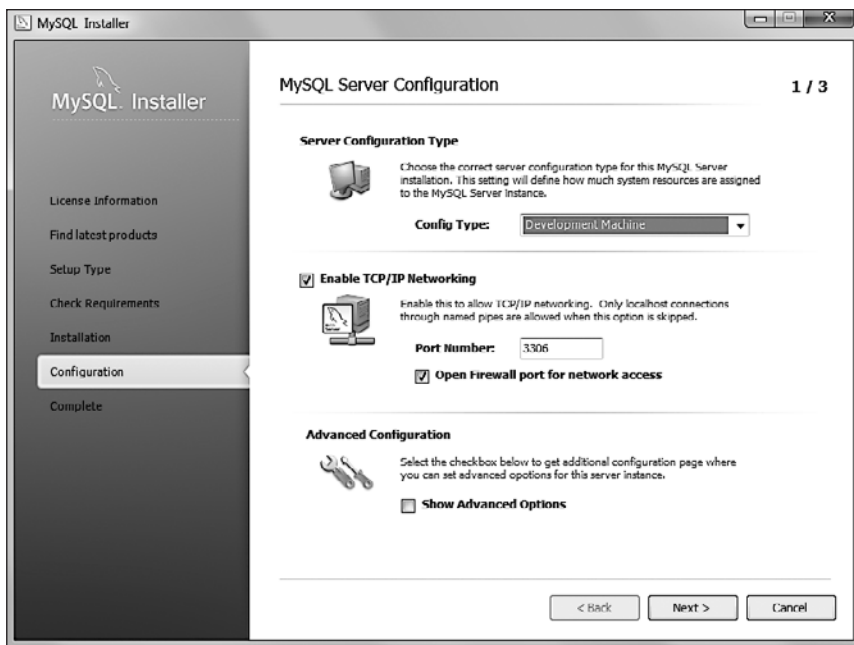 MySQL Installer
MySQL. Installer
License Information
Find latest products
Setup Type
Check Requirements
Installation
Configuration
Complete
MySQL Server Configuration
1 / 3
Server Configuration Type
Choose the correct server configuration type for this MySQL Server
installation. This setting will define how much system resources are assigned
to the MySQL Server Instance.
Config Type:
Development Machine
Enable TCP/IP Networking
Enable this to allow TCP/IP networking. Only localhost connections
through named pipes are allowed when this option is skipped.
Port Number:
3306
Open Firewall port for network access
Advanced Configuration
Select the checkbox below to get additional configuration page where
you can set advanced opotions for this server instance.
Show Advanced Options
< Back
Next >
Cancel